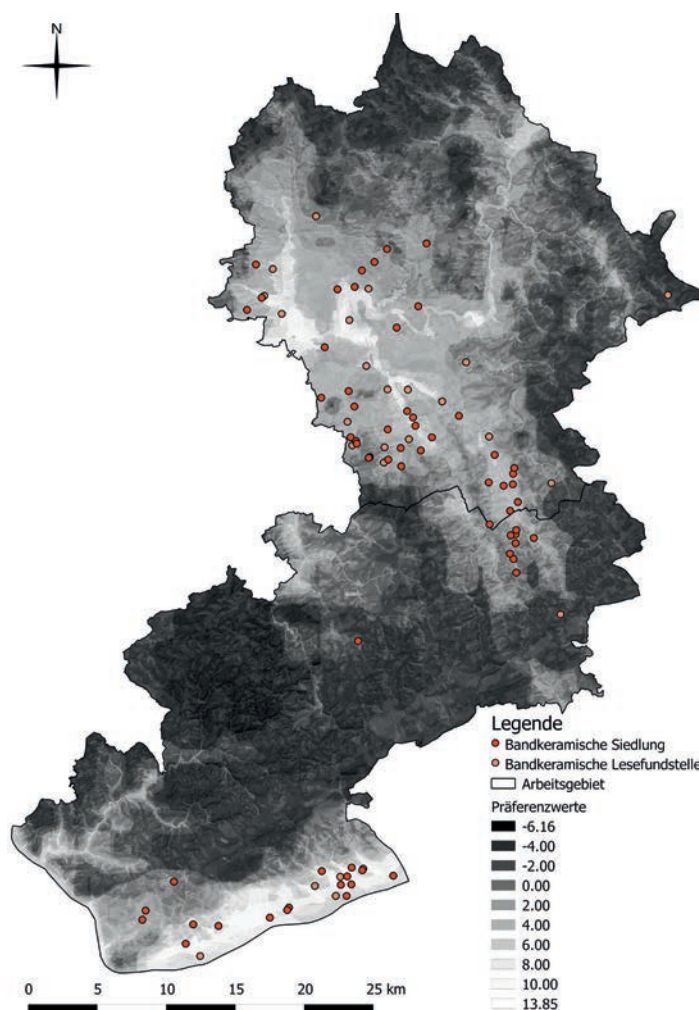 N
Legende
Bandkeramische Siedlung
Bandkeramische Lesefundstelle
Arbeitsgebiet
Präferenzwerte
-6.16
-4.00
-2.00
0.00
2.00
4.00
6.00
8.00
10.00
13.85
0 5 10 15 20 25 km